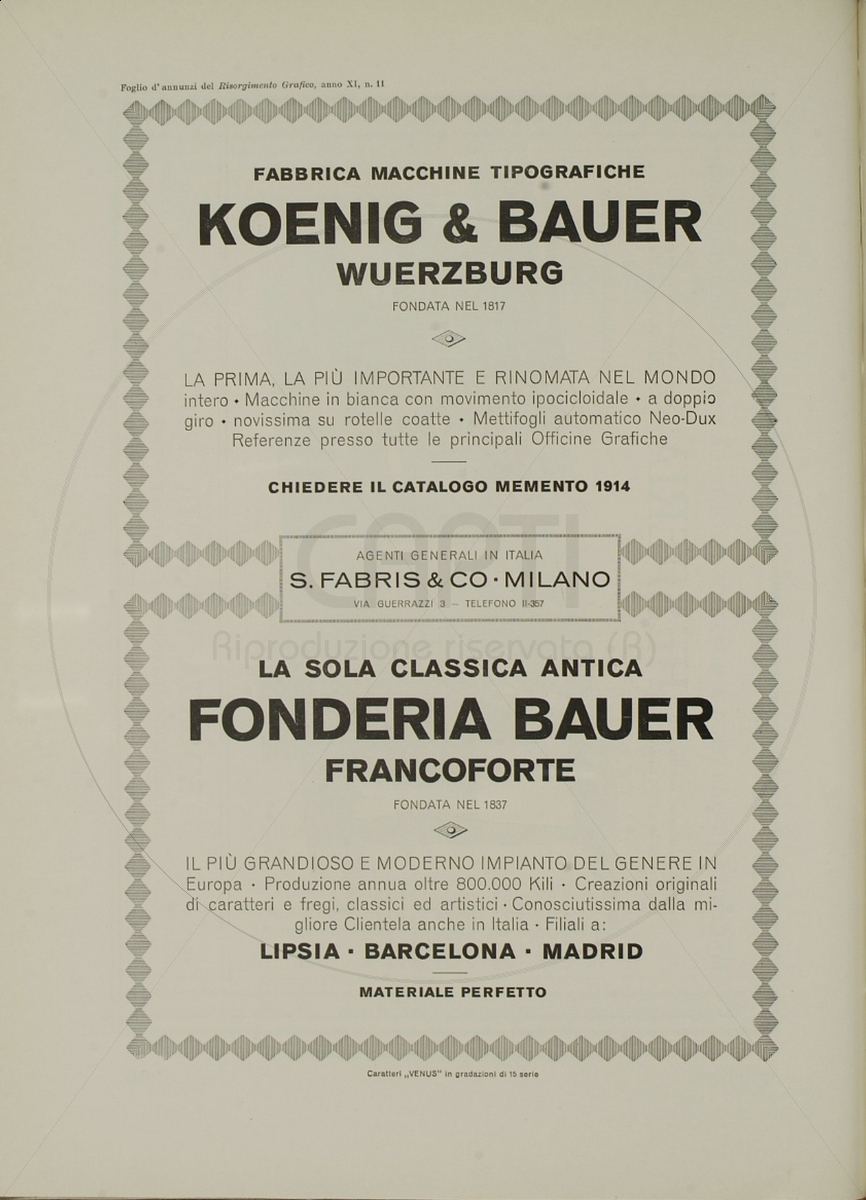 Foglio d'annunzi del Risorgimento Grafico, anno XI, n. 11
FABBRICA MACCHINE TIPOGRAFICHE
KOENIG & BAUER
WUERZBURG
FONDATA NEL 1817
LA PRIMA, LA PIÙ IMPORTANTE E RINOMATA NEL MONDO
intero • Macchine in bianca con movimento ipocicloidale • a doppio
giro • novissima su rotelle coatte • Mettifogli automatico Neo-Dux
Referenze presso tutte le principali Officine Grafiche
CHIEDERE IL CATALOGO MEMENTO 1914
AGENTI GENERALI IN ITALIA
S. FABRIS & CO · MILANO
VIA GUERRAZZI 3 — TELEFONO 11-357
CAPTI
Riproduzione riservata (R)
LA SOLA CLASSICA ANTICA
FONDERIA BAUER
FRANCOFORTE
FONDATA NEL 1837
IL PIÙ GRANDIOSO E MODERNO IMPIANTO DEL GENERE IN
Europa · Produzione annua oltre 800.000 Kili · Creazioni originali
di caratteri e fregi, classici ed artistici · Conosciutissima dalla mi-
gliore Clientela anche in Italia · Filiali a:
LIPSIA · BARCELONA · MADRID
MATERIALE PERFETTO
Caratteri „VENUS" in gradazioni di 15 serie